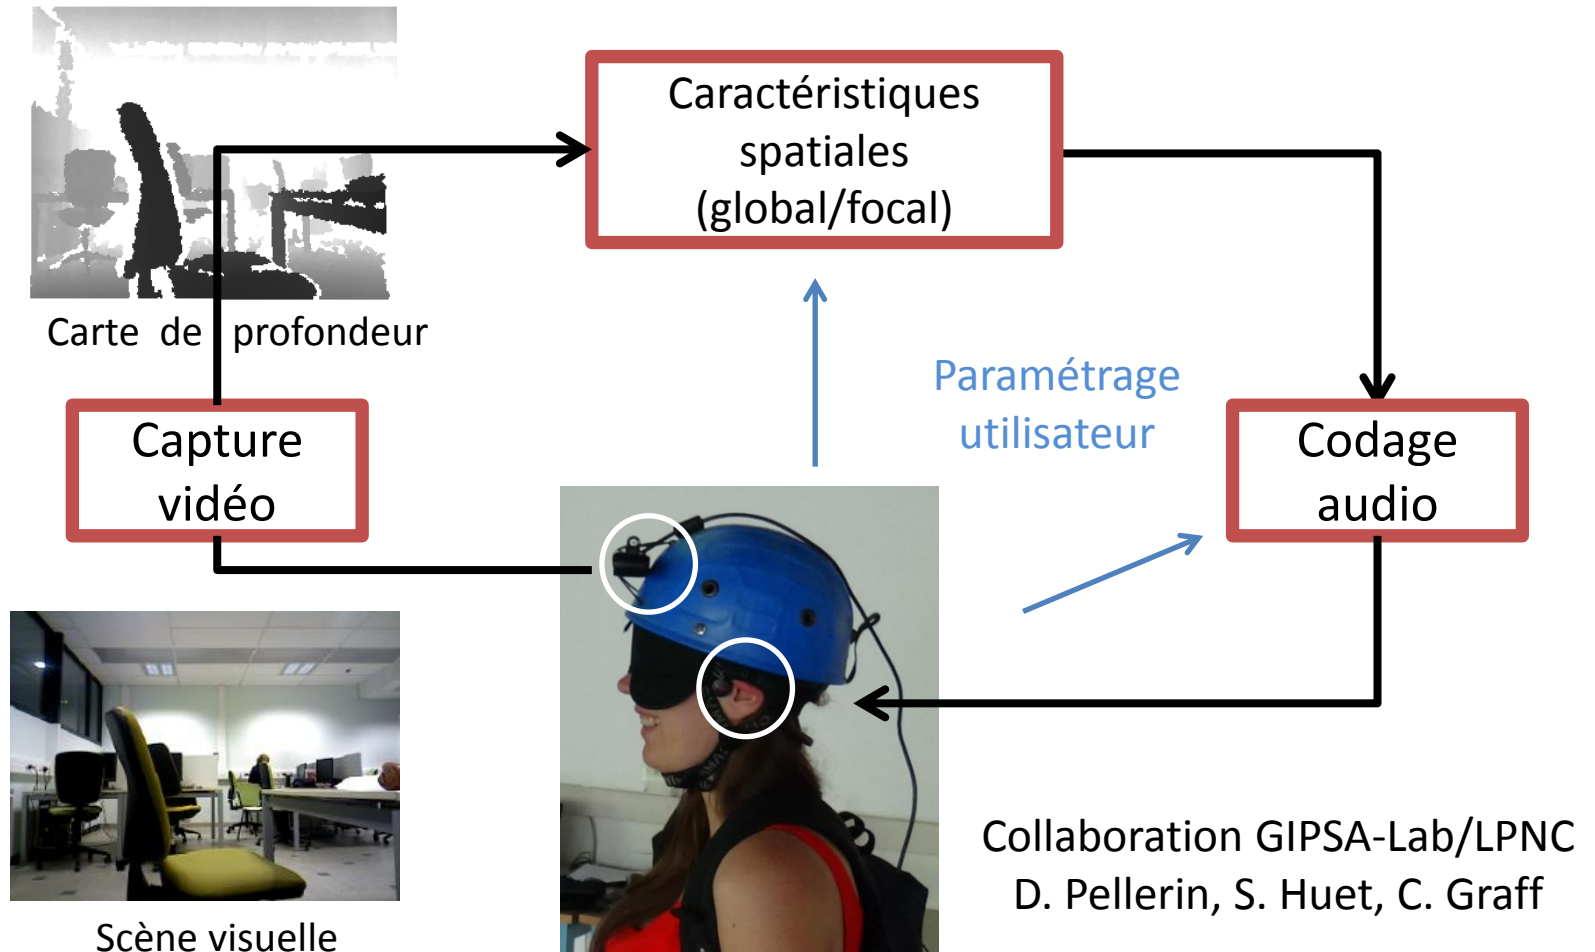 Caractéristiques
spatiales
(global/focal)
Carte de profondeur
Paramétrage
utilisateur
Capture
vidéo
Codage
audio
Collaboration GIPSA-Lab/LPNC
D. Pellerin, S. Huet, C. Graff
Scène visuelle